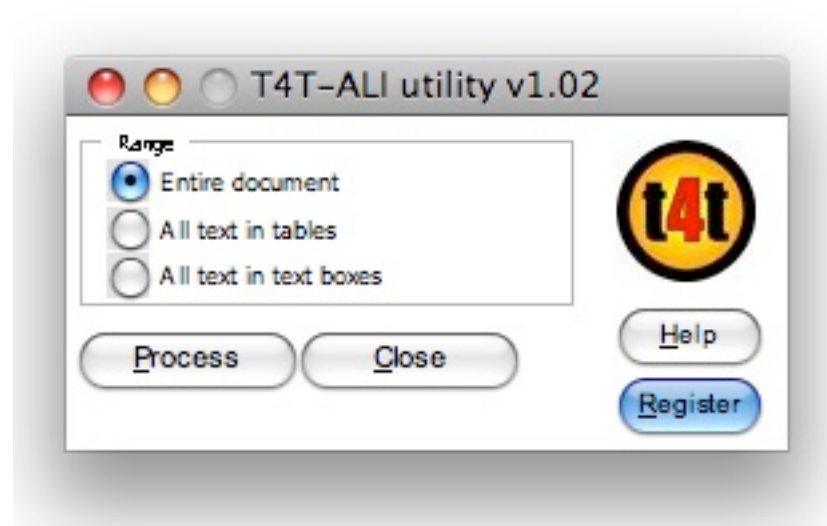 T4T-ALI utility v1.02
Range
Entire document
All text in tables
All text in text boxes
t4t
Process
Close
Help
Register